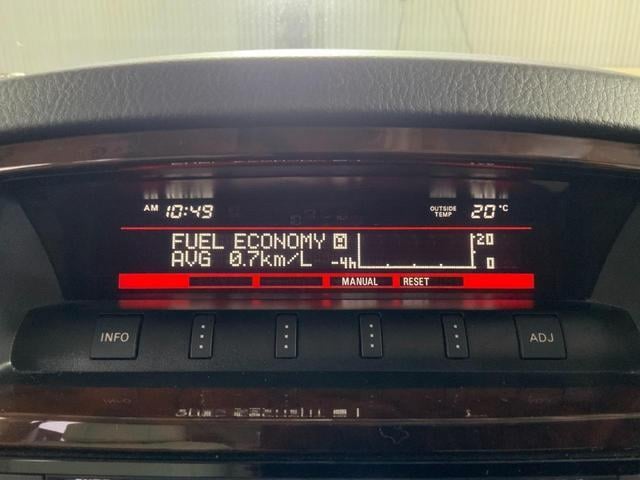 AM 10:49 OUTSIDE TEMP 20°C
FUEL ECONOMY 20
AVG 0.7km/L -4h 0
MANUAL RESET
INFO ADJ